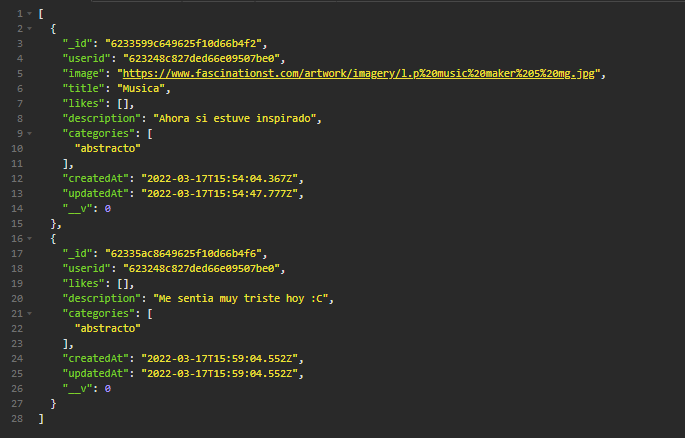 1 [
2 {
3 "_id": "6233599c649625f10d66b4f2",
4 "userid": "623248c827ded66e09507be0",
5 "image": "https://www.fascinationst.com/artwork/imagery/l.p%20music%20maker%205%20mg.jpg",
6 "title": "Musica",
7 "likes": [],
8 "description": "Ahora si estuve inspirado",
9 "categories": [
10 "abstracto"
11 ],
12 "createdAt": "2022-03-17T15:54:04.367Z",
13 "updatedAt": "2022-03-17T15:54:47.777Z",
14 "__v": 0
15 },
16 {
17 "_id": "62335ac8649625f10d66b4f6",
18 "userid": "623248c827ded66e09507be0",
19 "likes": [],
20 "description": "Me sentia muy triste hoy :C",
21 "categories": [
22 "abstracto"
23 ],
24 "createdAt": "2022-03-17T15:59:04.552Z",
25 "updatedAt": "2022-03-17T15:59:04.552Z",
26 "__v": 0
27 }
28 ]